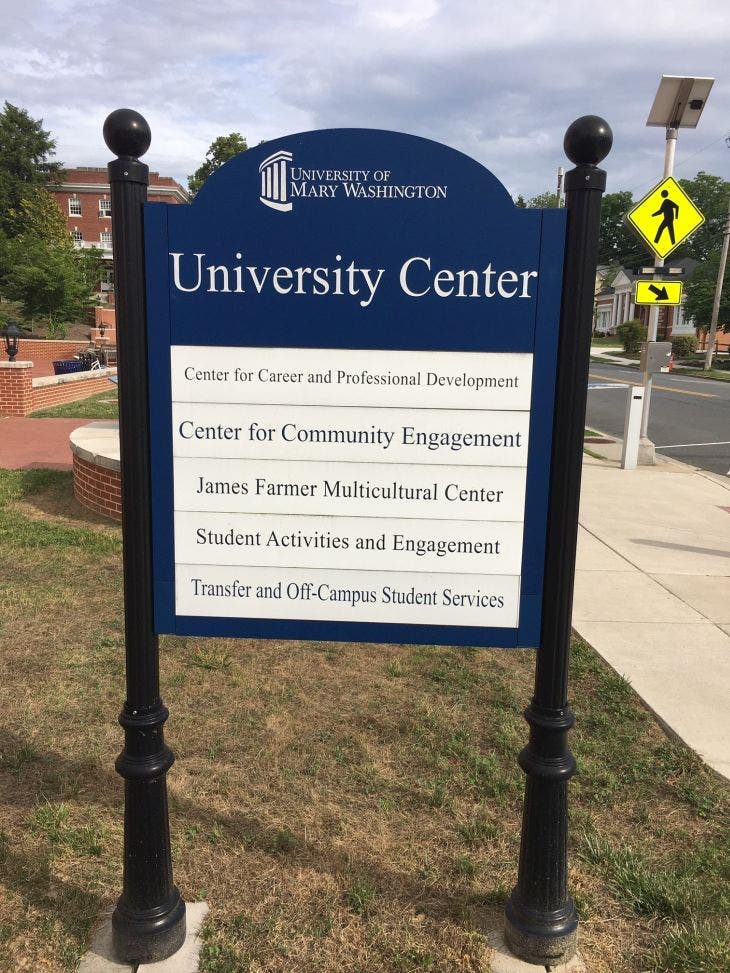 UNIVERSITY OF
MARY WASHINGTON
University Center
Center for Career and Professional Development
Center for Community Engagement
James Farmer Multicultural Center
Student Activities and Engagement
Transfer and Off-Campus Student Services